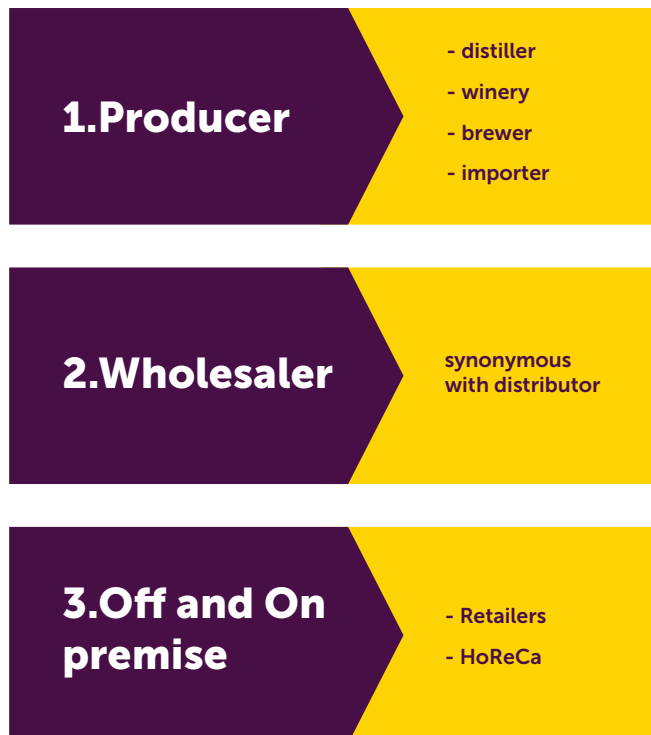 1.Producer
- distiller
- winery
- brewer
- importer
2.Wholesaler
synonymous
with distributor
3.Off and On
premise
- Retailers
- HoReCa